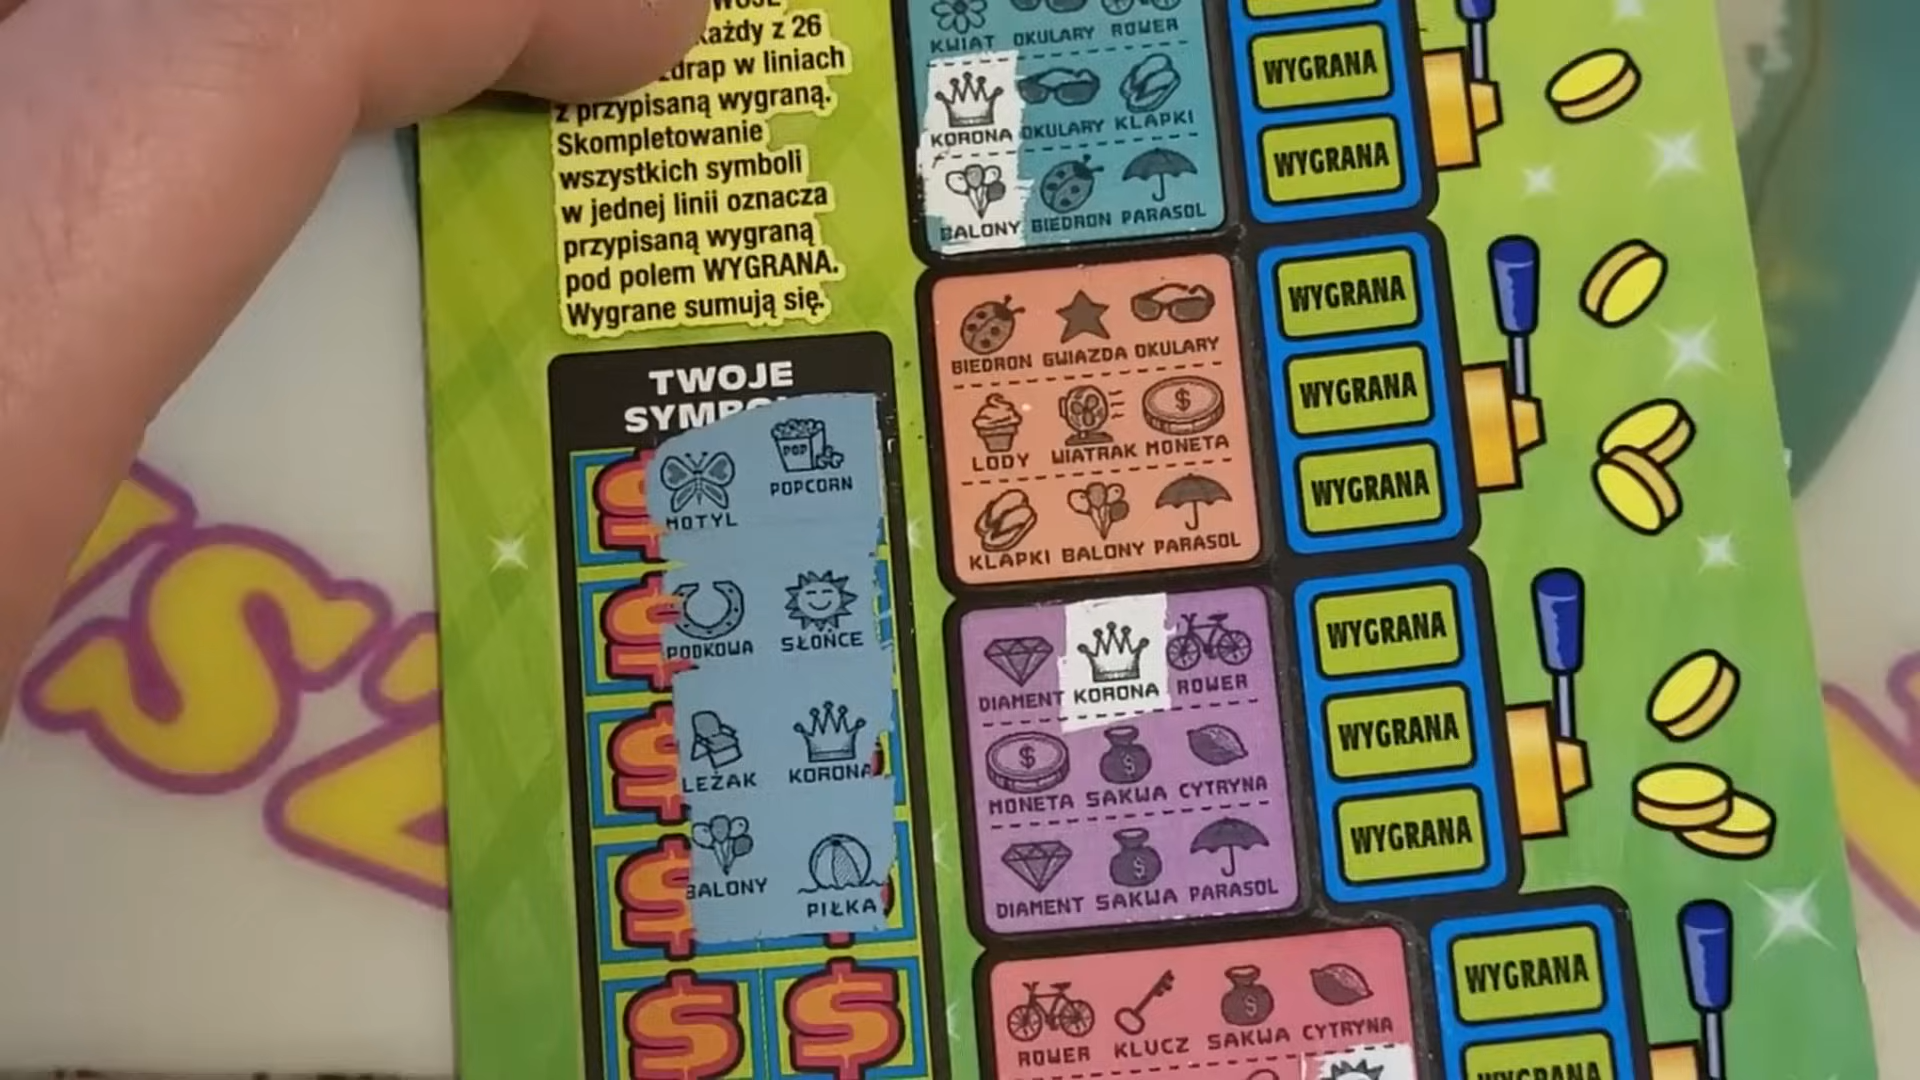 każdy z 26
zdrap w liniach
z przypisaną wygraną.
Skompletowanie
wszystkich symboli
w jednej linii oznacza
przypisaną wygraną
pod polem WYGRANA.
Wygrane sumują się.
TWOJE
MOTYL POPCORN
PODKOWA SŁOŃCE
LEŻAK KORONA
BALONY PIŁKA
KWIAT OKULARY ROWER
KORONA OKULARY KLAPKI
BALONY BIEDRON PARASOL
WYGRANA
WYGRANA
BIEDRON GWIAZDA OKULARY
LODY WIATRAK MONETA
KLAPKI BALONY PARASOL
WYGRANA
WYGRANA
WYGRANA
DIAMENT KORONA ROWER
MONETA SAKWA CYTRYNA
DIAMENT SAKWA PARASOL
WYGRANA
WYGRANA
WYGRANA
ROWER KLUCZ SAKWA CYTRYNA
WYGRANA
WYGRANA